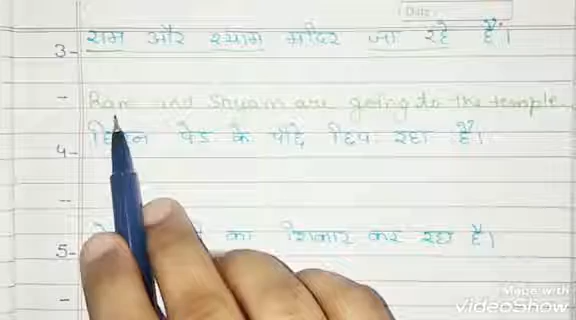 Date:
3- राम और श्याम मंदिर जा रहे हैं।
- Ram and Shyam are going to the temple
4- हिरन पेड के पीछे छिप रहा है।
-
5- का शिकार कर रहा है।
-
Made with
VideoShow